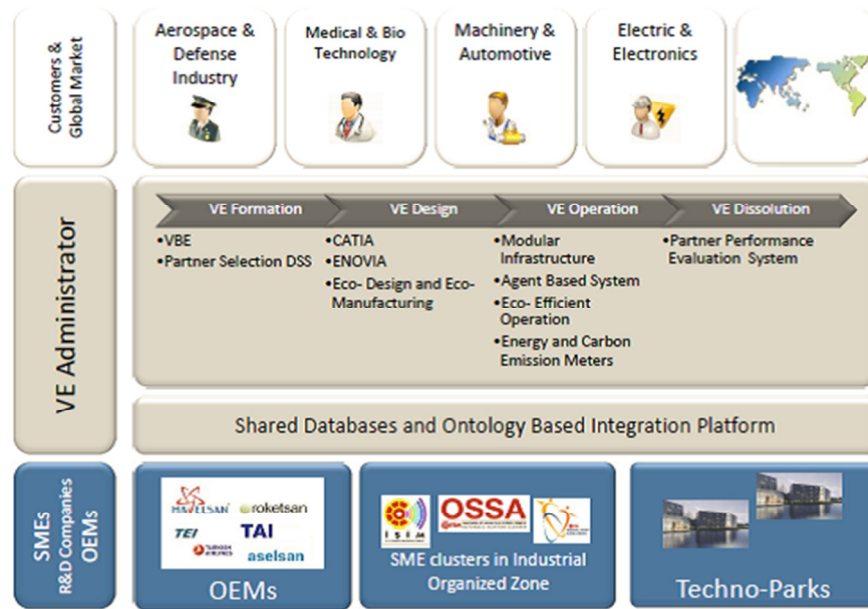 Customers &
Global Market
Aerospace &
Defense
Industry
Medical & Bio
Technology
Machinery &
Automotive
Electric &
Electronics
VE Administrator
VE Formation
•VBE
•Partner Selection DSS
VE Design
•CATIA
•ENOVIA
•Eco- Design and Eco-
Manufacturing
VE Operation
•Modular
Infrastructure
•Agent Based System
•Eco- Efficient
Operation
•Energy and Carbon
Emission Meters
VE Dissolution
•Partner Performance
Evaluation System
Shared Databases and Ontology Based Integration Platform
SMEs
R&D Companies
OEMs
HAVELSAN
roketsan
TEI
TAI
TURKISH
AIRLINES
aselsan
OEMs
ISIM
OSSA
SME clusters in Industrial
Organized Zone
Techno-Parks